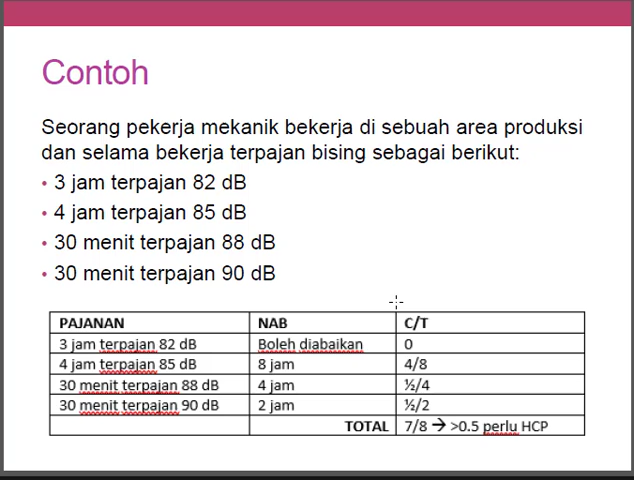 Contoh
Seorang pekerja mekanik bekerja di sebuah area produksi
dan selama bekerja terpajan bising sebagai berikut:
• 3 jam terpajan 82 dB
• 4 jam terpajan 85 dB
• 30 menit terpajan 88 dB
• 30 menit terpajan 90 dB
PAJANAN NAB C/T
3 jam terpajan 82 dB Boleh diabaikan 0
4 jam terpajan 85 dB 8 jam 4/8
30 menit terpajan 88 dB 4 jam ½/4
30 menit terpajan 90 dB 2 jam ½/2
TOTAL 7/8 → >0.5 perlu HCP